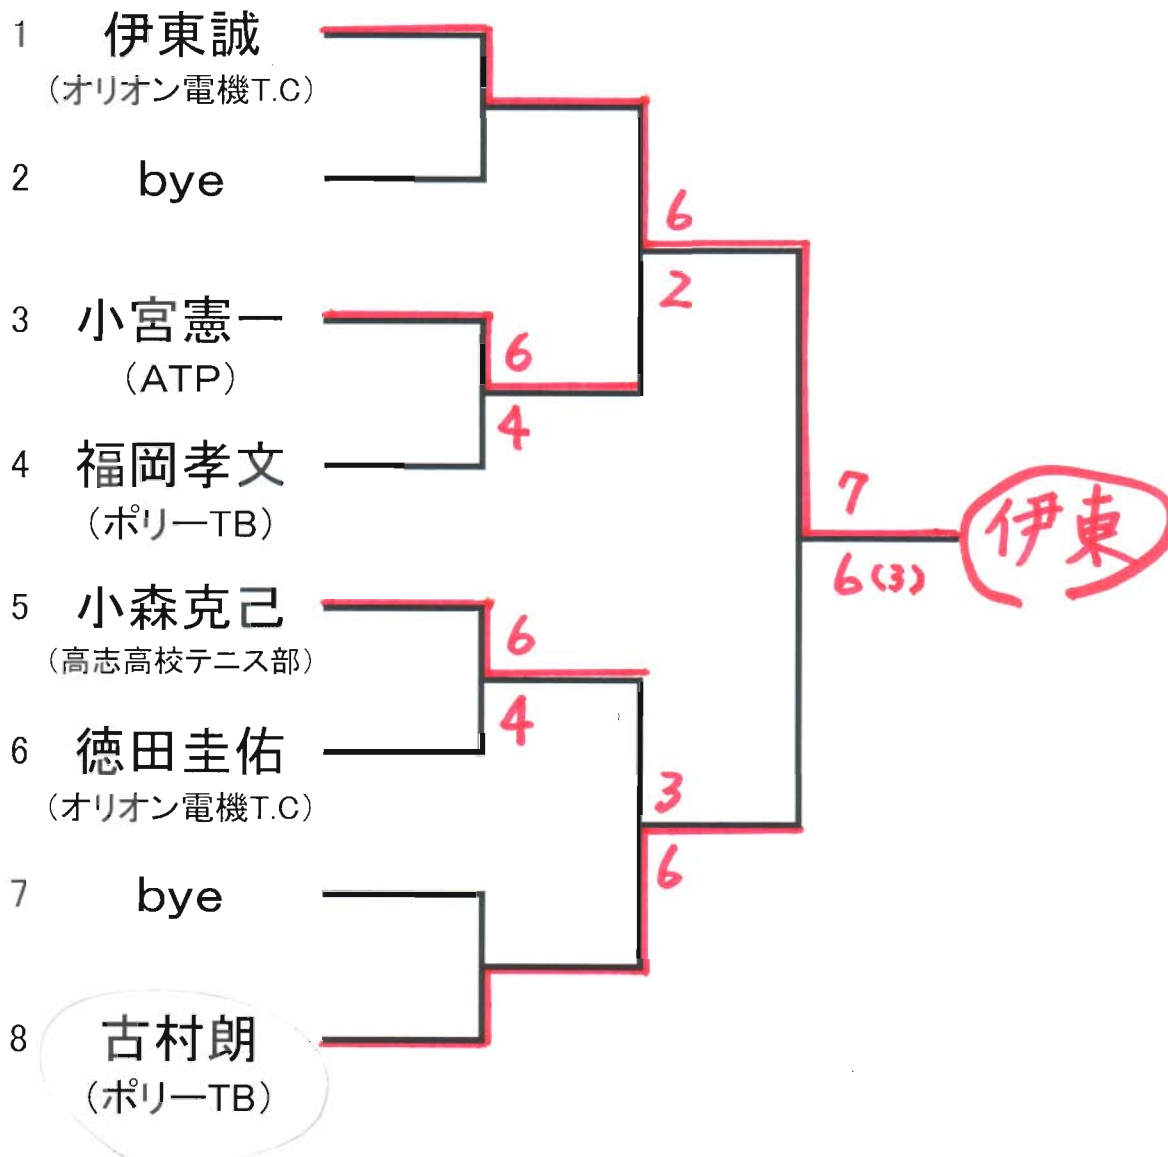 1 伊東誠
(オリオン電機T.C)
2 bye
6
2
3 小宮憲一
(ATP)
6
4
4 福岡孝文
(ポリーTB)
7
6(3)
伊東
5 小森克己
(高志高校テニス部)
6
4
6 徳田圭佑
(オリオン電機T.C)
3
6
7 bye
8 古村朗
(ポリーTB)